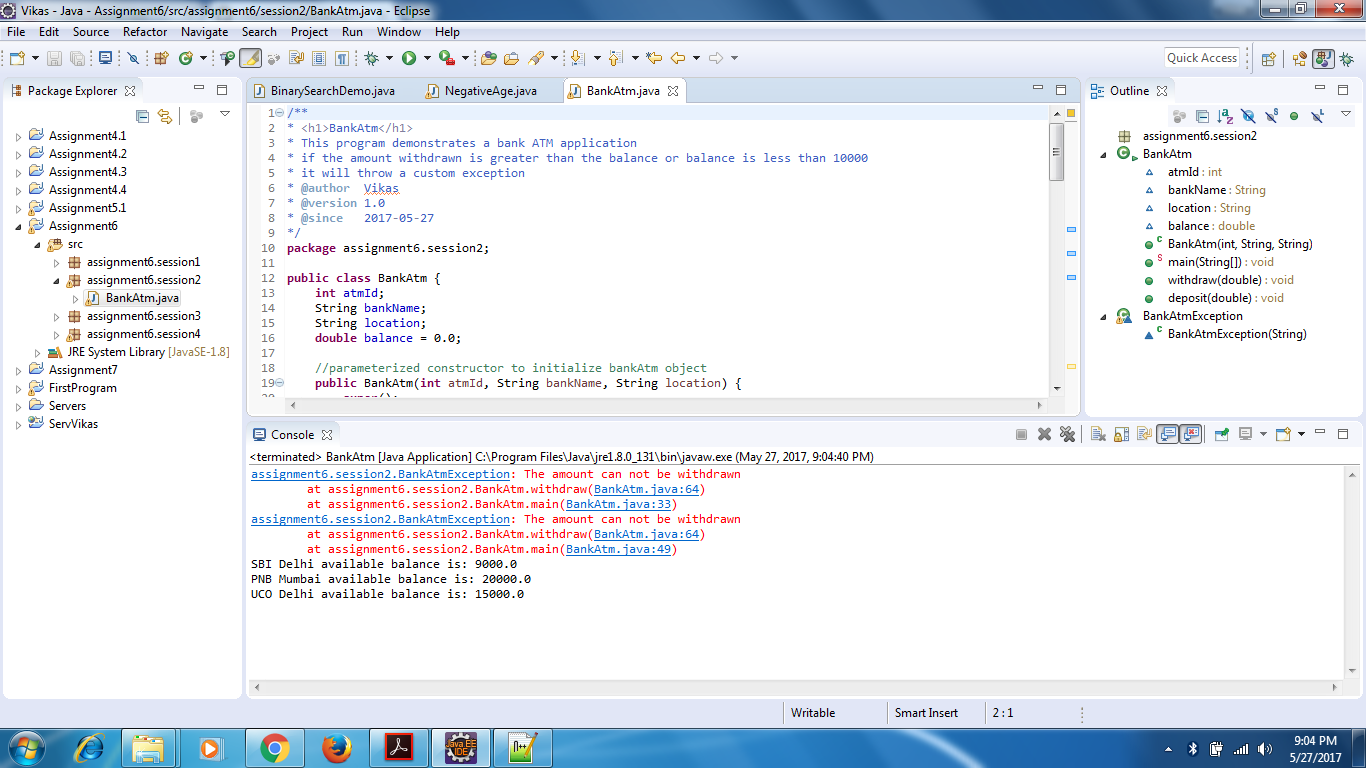 Vikas - Java - Assignment6/src/assignment6/session2/BankAtm.java - Eclipse
File Edit Source Refactor Navigate Search Project Run Window Help
Quick Access
Package Explorer
Assignment4.1
Assignment4.2
Assignment4.3
Assignment4.4
Assignment5.1
Assignment6
src
assignment6.session1
assignment6.session2
BankAtm.java
assignment6.session3
assignment6.session4
JRE System Library [JavaSE-1.8]
Assignment7
FirstProgram
Servers
ServVikas
BinarySearchDemo.java NegativeAge.java BankAtm.java
1 /**
2 * <h1>BankAtm</h1>
3 * This program demonstrates a bank ATM application
4 * if the amount withdrawn is greater than the balance or balance is less than 10000
5 * it will throw a custom exception
6 * @author  Vikas
7 * @version 1.0
8 * @since   2017-05-27
9 */
10 package assignment6.session2;
11
12 public class BankAtm {
13     int atmId;
14     String bankName;
15     String location;
16     double balance = 0.0;
17
18     //parameterized constructor to initialize bankAtm object
19     public BankAtm(int atmId, String bankName, String location) {
20         super();
Outline
assignment6.session2
BankAtm
atmId : int
bankName : String
location : String
balance : double
BankAtm(int, String, String)
main(String[]) : void
withdraw(double) : void
deposit(double) : void
BankAtmException
BankAtmException(String)
Console
<terminated> BankAtm [Java Application] C:\Program Files\Java\jre1.8.0_131\bin\javaw.exe (May 27, 2017, 9:04:40 PM)
assignment6.session2.BankAtmException: The amount can not be withdrawn
at assignment6.session2.BankAtm.withdraw(BankAtm.java:64)
at assignment6.session2.BankAtm.main(BankAtm.java:33)
assignment6.session2.BankAtmException: The amount can not be withdrawn
at assignment6.session2.BankAtm.withdraw(BankAtm.java:64)
at assignment6.session2.BankAtm.main(BankAtm.java:49)
SBI Delhi available balance is: 9000.0
PNB Mumbai available balance is: 20000.0
UCO Delhi available balance is: 15000.0
Writable Smart Insert 2 : 1
Java EE
IDE
9:04 PM
5/27/2017